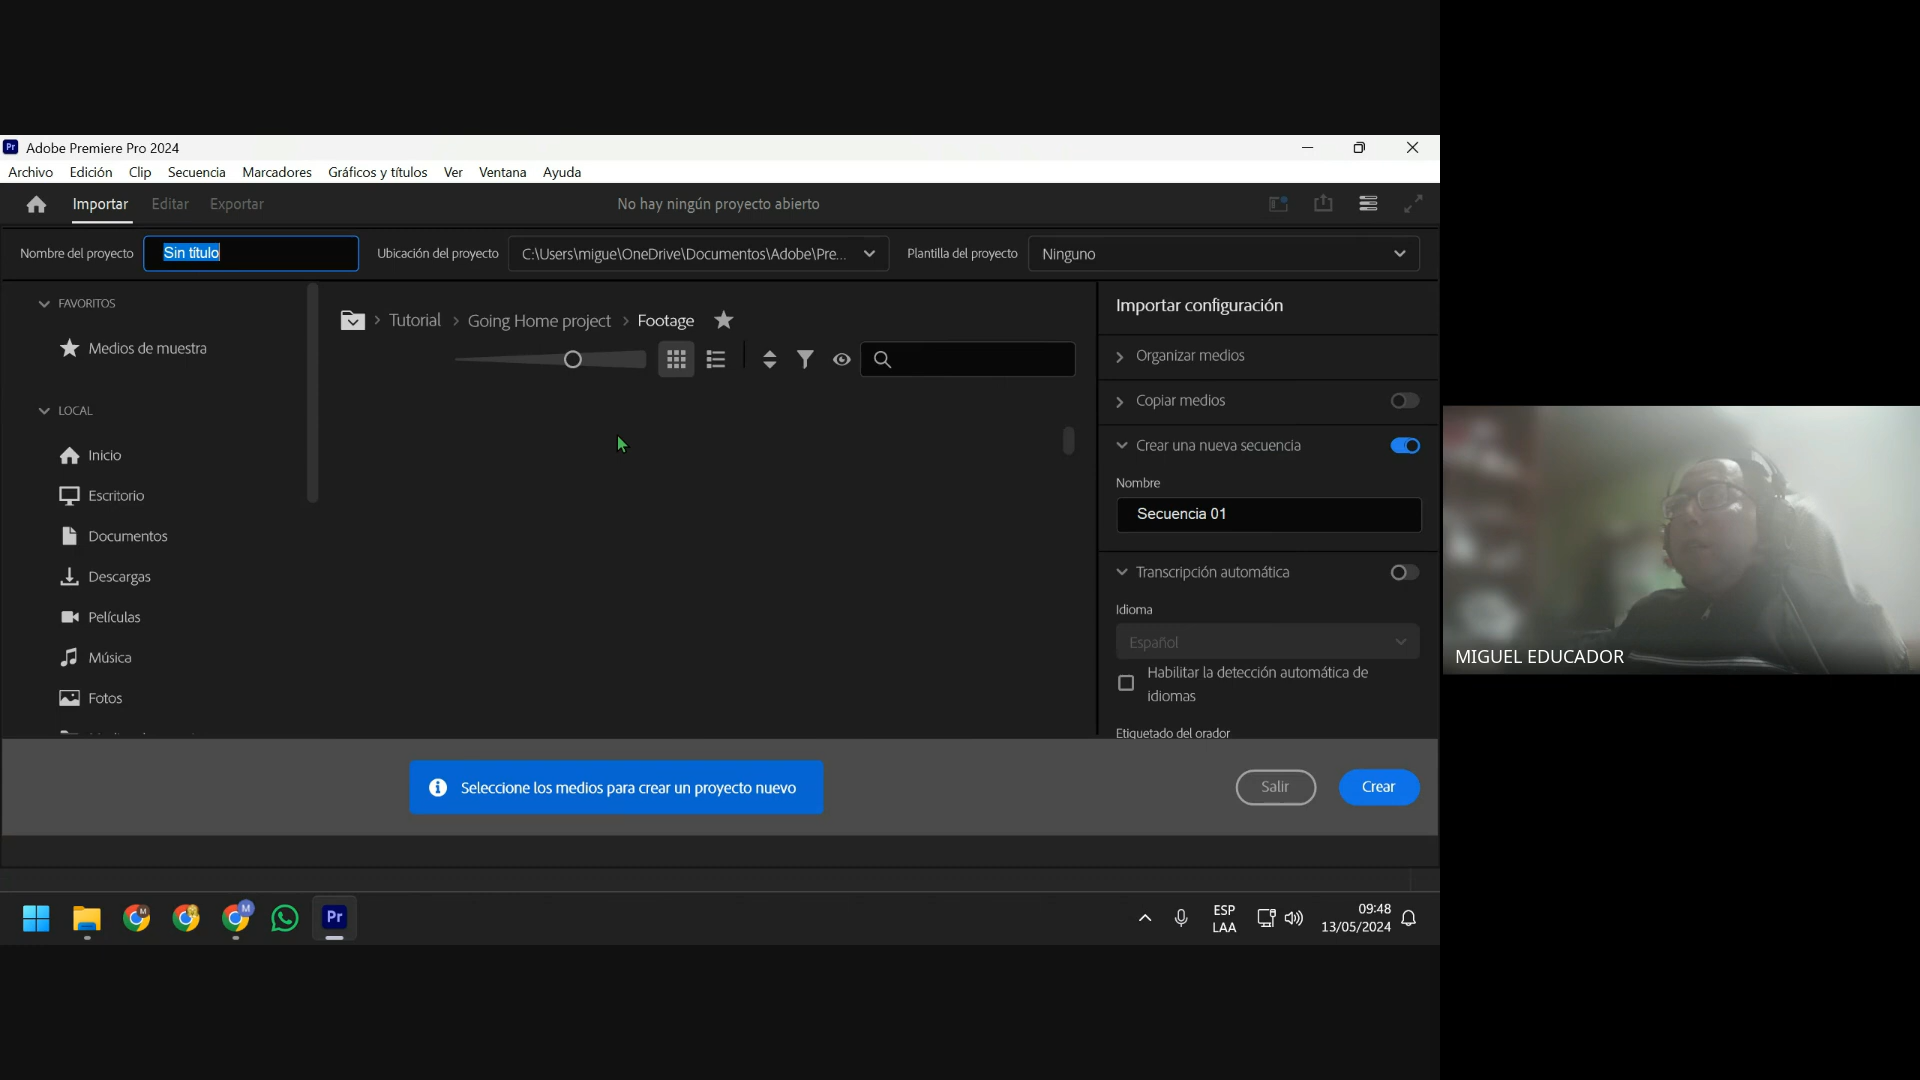 Pr Adobe Premiere Pro 2024
Archivo Edición Clip Secuencia Marcadores Gráficos y títulos Ver Ventana Ayuda
Importar Editar Exportar No hay ningún proyecto abierto
Nombre del proyecto Sin título Ubicación del proyecto C:\Users\migue\OneDrive\Documentos\Adobe\Pre... Plantilla del proyecto Ninguno
FAVORITOS
Medios de muestra
LOCAL
Inicio
Escritorio
Documentos
Descargas
Películas
Música
Fotos
Tutorial > Going Home project > Footage
Importar configuración
Organizar medios
Copiar medios
Crear una nueva secuencia
Nombre
Secuencia 01
Transcripción automática
Idioma
Español
Habilitar la detección automática de
idiomas
Etiquetado del orador
Seleccione los medios para crear un proyecto nuevo
Salir
Crear
MIGUEL EDUCADOR
M
M
Pr
ESP
LAA
09:48
13/05/2024